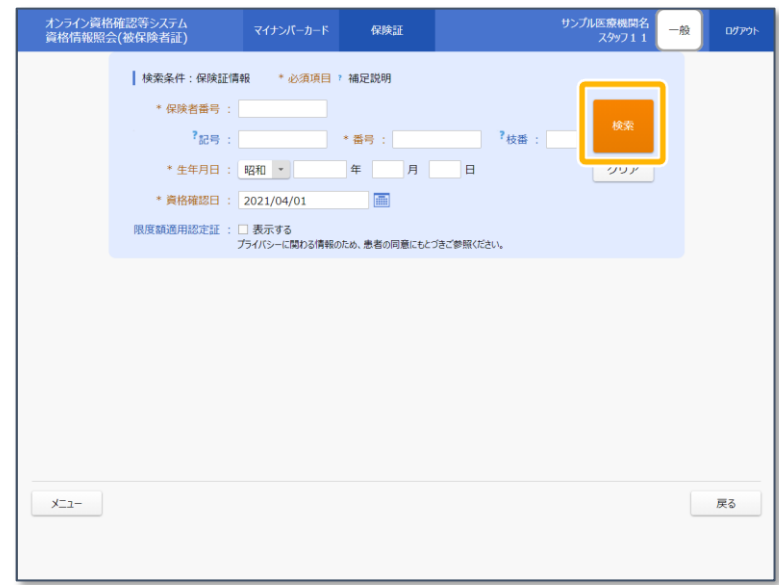 オンライン資格確認等システム
資格情報照会(被保険者証)
マイナンバーカード
保険証
サンプル医療機関名
スタッフ11
一般
ログアウト
検索条件：保険証情報 * 必須項目 ? 補足説明
* 保険者番号 :
?記号 : * 番号 : ?枝番 :
検索
* 生年月日 : 昭和 年 月 日
クリア
* 資格確認日 : 2021/04/01
限度額適用認定証 : 表示する
プライバシーに関わる情報のため、患者の同意にもとづきご参照ください。
メニュー
戻る